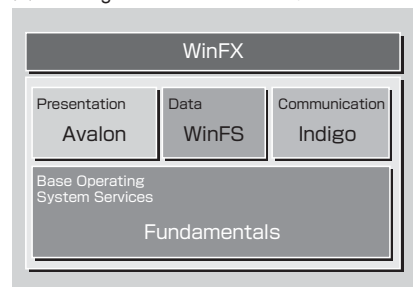 WinFX
Presentation
Avalon
Data
WinFS
Communication
Indigo
Base Operating
System Services
Fundamentals